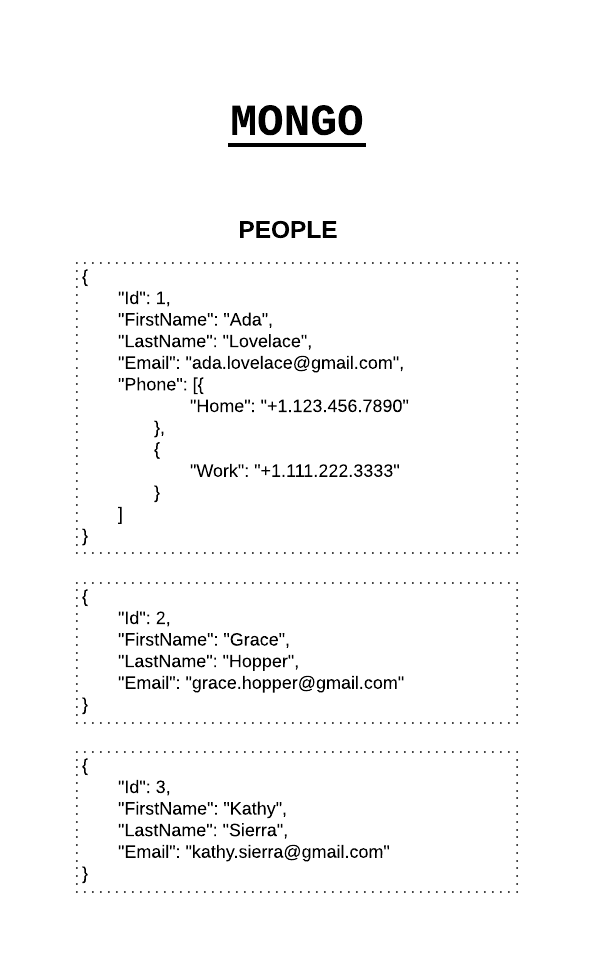 MONGO
PEOPLE
{
"Id": 1,
"FirstName": "Ada",
"LastName": "Lovelace",
"Email": "ada.lovelace@gmail.com",
"Phone": [{
"Home": "+1.123.456.7890"
},
{
"Work": "+1.111.222.3333"
}
]
}
{
"Id": 2,
"FirstName": "Grace",
"LastName": "Hopper",
"Email": "grace.hopper@gmail.com"
}
{
"Id": 3,
"FirstName": "Kathy",
"LastName": "Sierra",
"Email": "kathy.sierra@gmail.com"
}